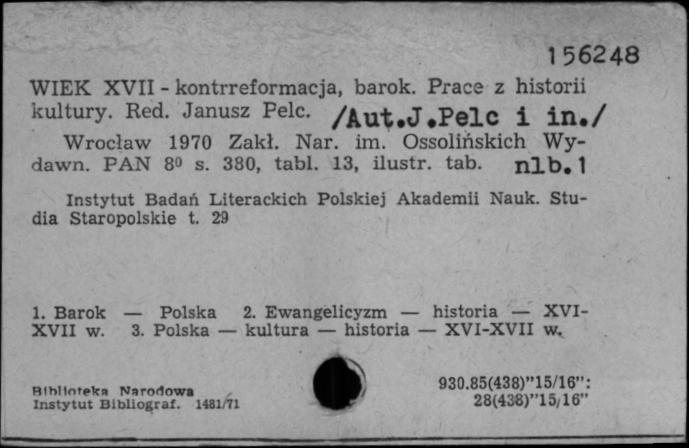 156248
WIEK XVII - kontrreformacja, barok. Prace z historii
kultury. Red. Janusz Pelc. /Aut.J.Pelc i in./
Wrocław 1970 Zakł. Nar. im. Ossolińskich Wy-
dawn. PAN 8⁰ s. 380, tabl. 13, ilustr. tab. nlb.1
Instytut Badań Literackich Polskiej Akademii Nauk. Stu-
dia Staropolskie t. 29
1. Barok — Polska 2. Ewangelicyzm — historia — XVI-
XVII w. 3. Polska — kultura — historia — XVI-XVII w.
Biblioteka Narodowa
Instytut Bibliograf. 1481/71
930.85(438)”15/16”:
28(438)”15/16”